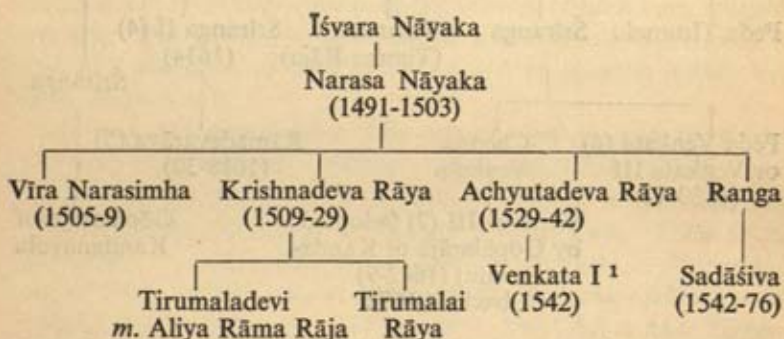 Īśvara Nāyaka
Narasa Nāyaka
(1491-1503)
Vīra Narasimha Krishnadeva Rāya Achyutadeva Rāya Ranga
(1505-9) (1509-29) (1529-42)
Venkata I ¹ Sadāśiva
(1542) (1542-76)
Tirumaladevi Tirumalai
m. Aliya Rāma Rāja Rāya